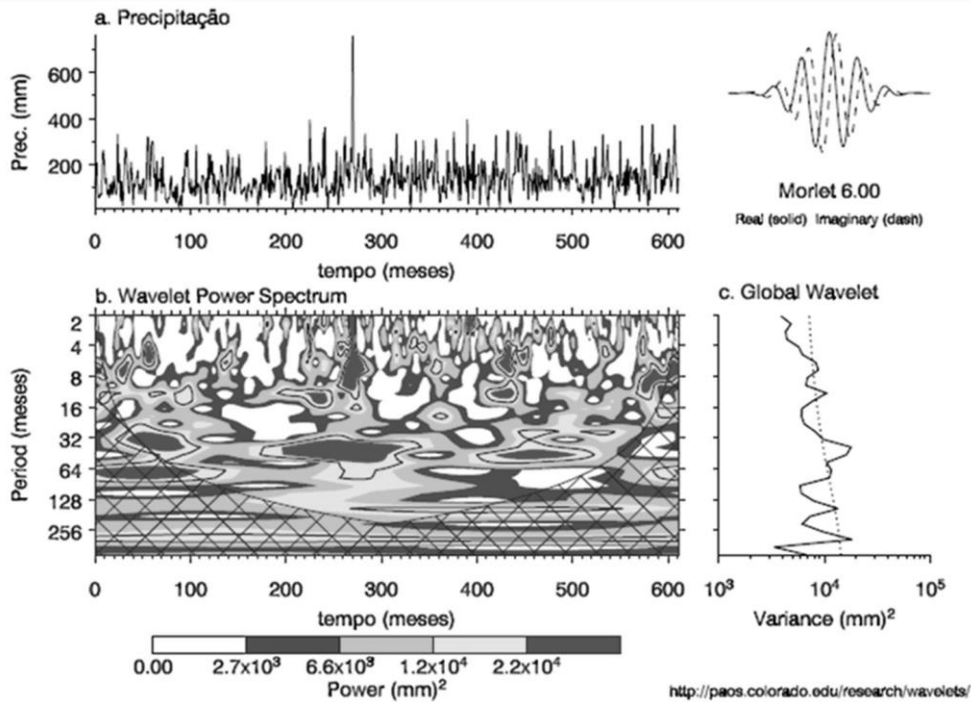 a. Precipitação
Prec. (mm)
600
400
200
0 100 200 300 400 500 600
tempo (meses)
Morlet 6.00
Real (solid) Imaginary (dash)
b. Wavelet Power Spectrum
Period (meses)
2
4
8
16
32
64
128
256
0 100 200 300 400 500 600
tempo (meses)
0.00 2.7x10³ 6.6x10³ 1.2x10⁴ 2.2x10⁴
Power (mm)²
c. Global Wavelet
10³ 10⁴ 10⁵
Variance (mm)²
http://paos.colorado.edu/research/wavelets/